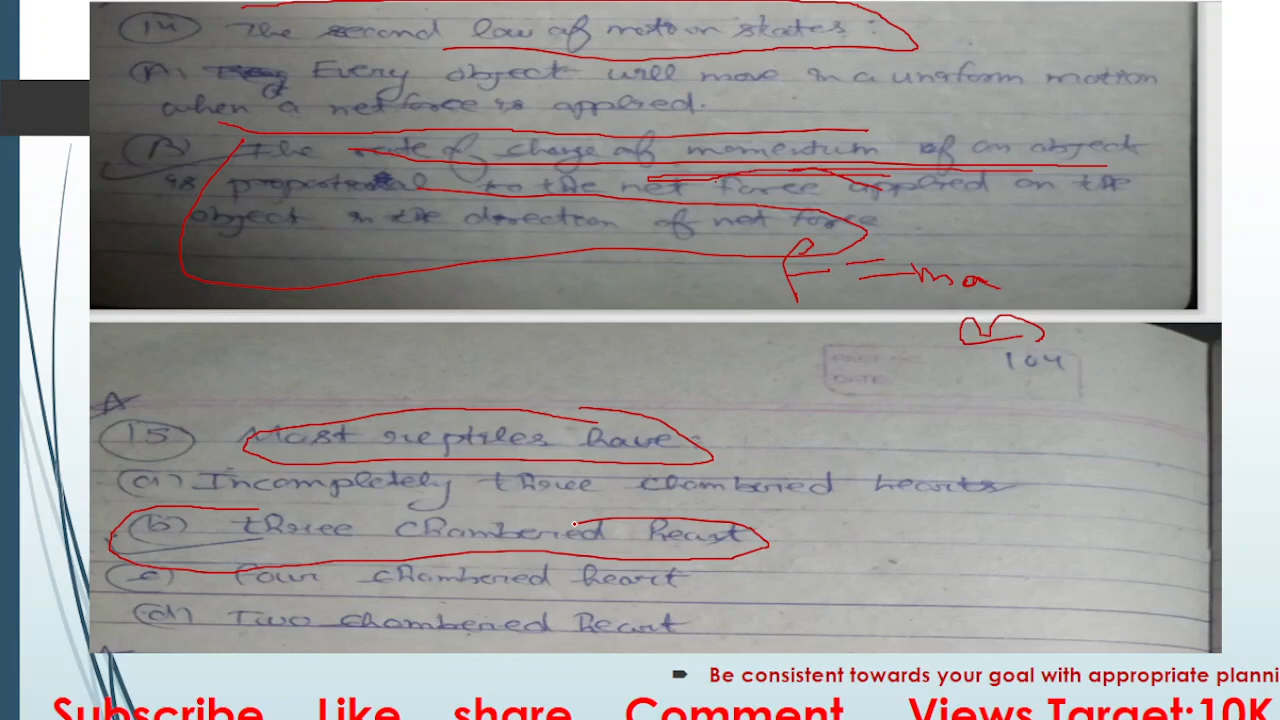 14 The second law of motion states :
(A) Every object will move in a uniform motion
when a net force is applied.
(B) The rate of change of momentum of an object
is proportional to the net force applied on the
object in the direction of net force
F = ma
104
DATE
15 Most reptiles have :
(a) Incompletely three chambered hearts
(b) three chambered heart
(c) Four chambered heart
(d) Two chambered heart
Be consistent towards your goal with appropriate planni
Subscribe Like share Comment Views Target:10K